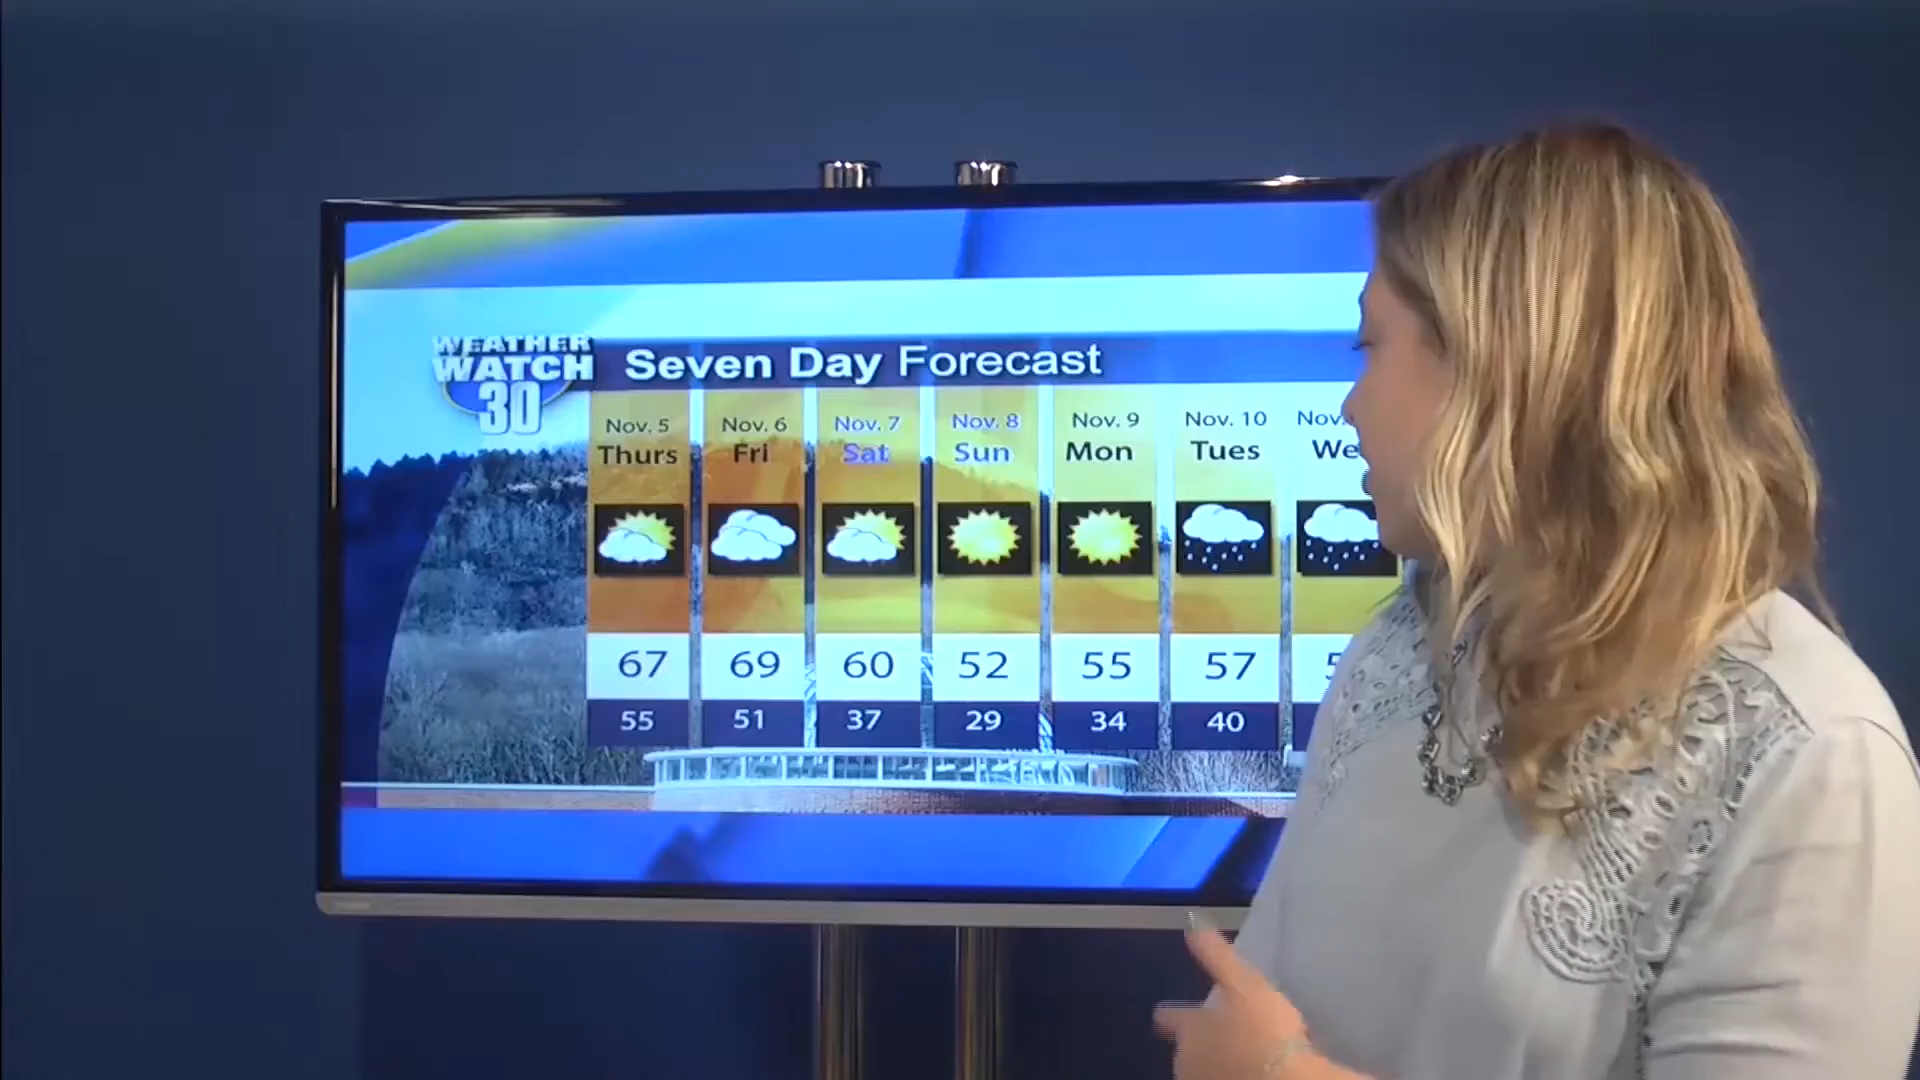 WEATHER
WATCH
30
Seven Day Forecast
Nov. 5 Nov. 6 Nov. 7 Nov. 8 Nov. 9 Nov. 10 Nov.
Thurs Fri Sat Sun Mon Tues
67 69 60 52 55 57
55 51 37 29 34 40